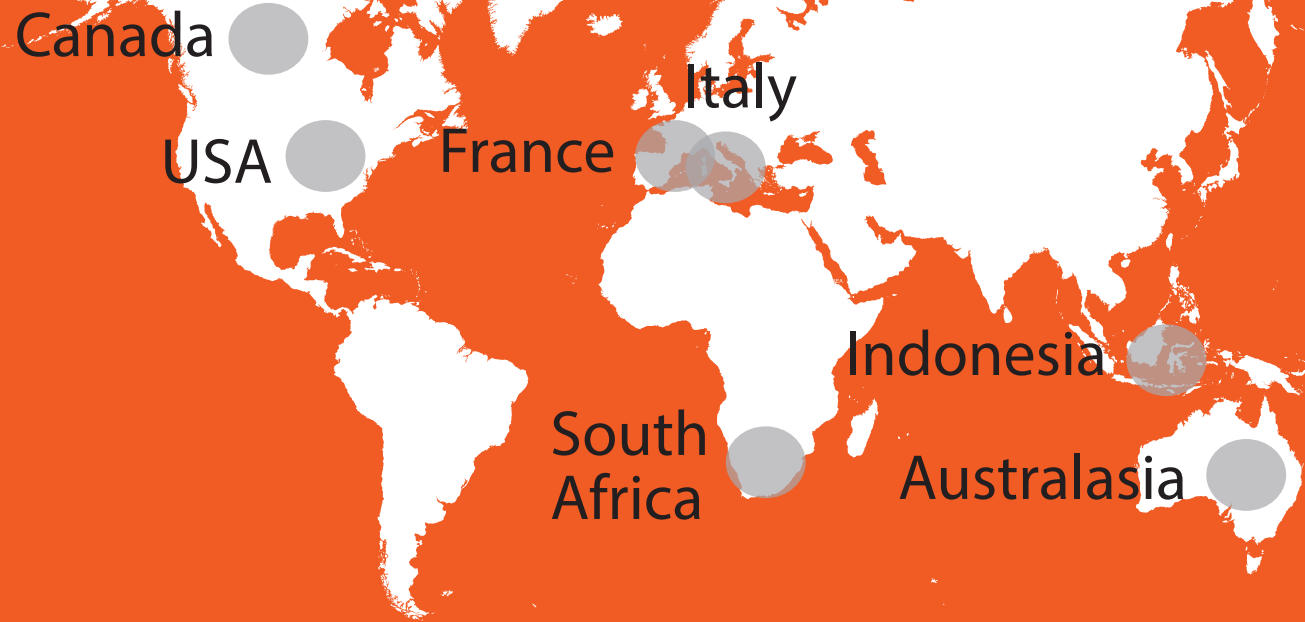 Canada
Italy
USA
France
Indonesia
South
Africa
Australasia